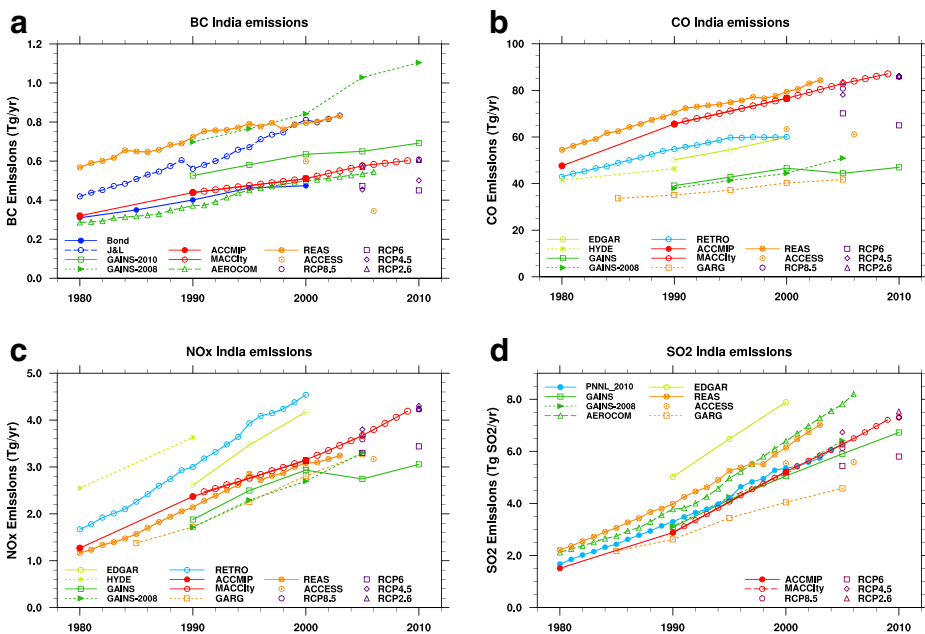 a
BC India emissions
BC Emissions (Tg/yr)
1.2
1.0
0.8
0.6
0.4
0.2
0.0
1980 1990 2000 2010
Bond
J&L
GAINS-2010
GAINS-2008
ACCMIP
MACCity
AEROCOM
REAS
ACCESS
RCP8.5
RCP6
RCP4.5
RCP2.6
b
CO India emissions
CO Emissions (Tg/yr)
100
80
60
40
20
0
1980 1990 2000 2010
EDGAR
HYDE
GAINS
GAINS-2008
RETRO
ACCMIP
MACCity
GARG
REAS
ACCESS
RCP8.5
RCP6
RCP4.5
RCP2.6
c
NOx India emissions
NOx Emissions (Tg/yr)
5.0
4.0
3.0
2.0
1.0
0.0
1980 1990 2000 2010
EDGAR
HYDE
GAINS
GAINS-2008
RETRO
ACCMIP
MACCity
GARG
REAS
ACCESS
RCP8.5
RCP6
RCP4.5
RCP2.6
d
SO2 India emissions
SO2 Emissions (Tg SO2/yr)
8.0
6.0
4.0
2.0
0.0
1980 1990 2000 2010
PNNL_2010
GAINS
GAINS-2008
AEROCOM
EDGAR
REAS
ACCESS
GARG
ACCMIP
MACCity
RCP8.5
RCP6
RCP4.5
RCP2.6